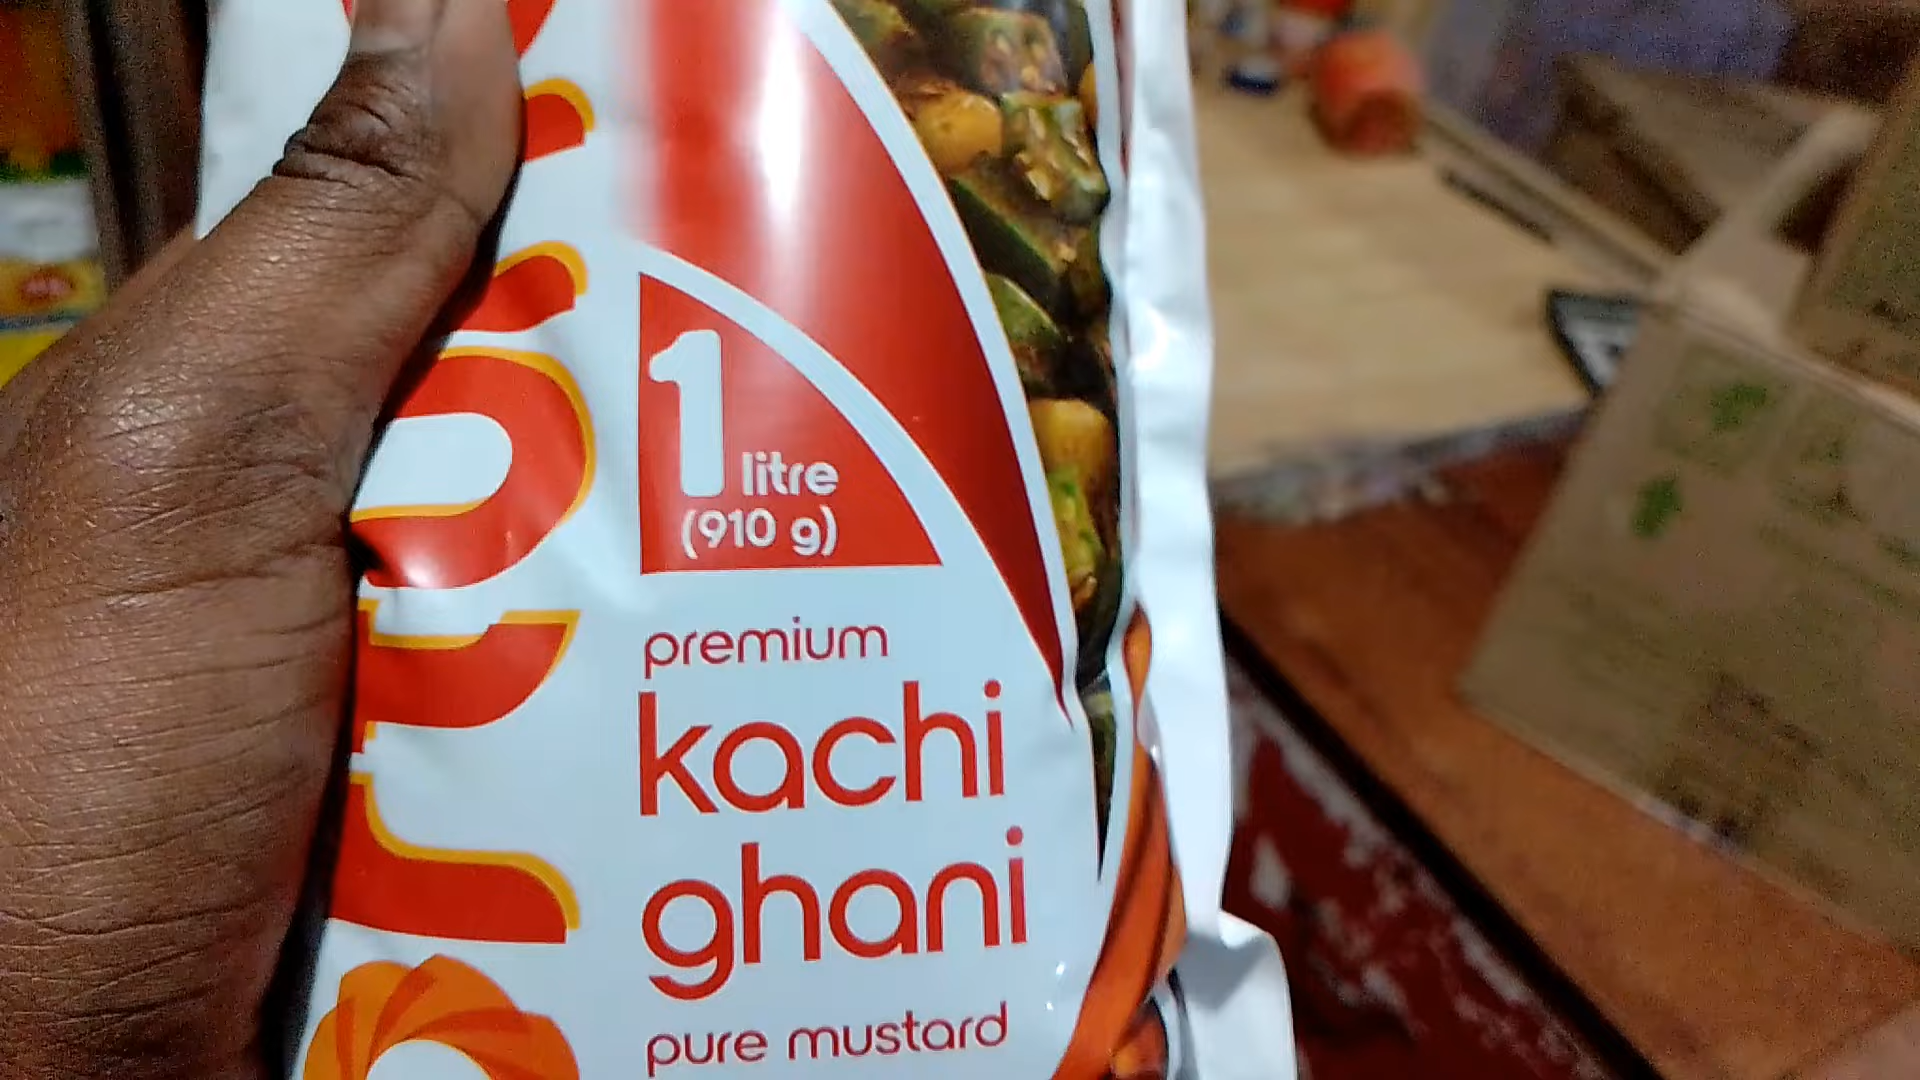 1 litre
(910 g)
premium
kachi
ghani
pure mustard